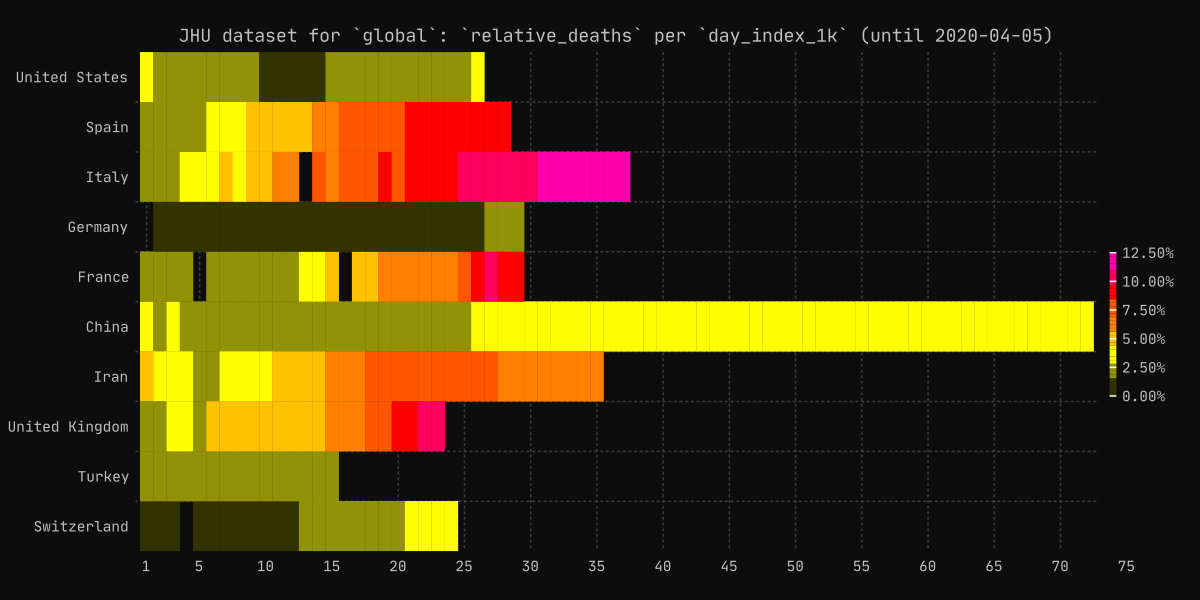 JHU dataset for `global`: `relative_deaths` per `day_index_1k` (until 2020-04-05)
United States
Spain
Italy
Germany
France
China
Iran
United Kingdom
Turkey
Switzerland
12.50%
10.00%
7.50%
5.00%
2.50%
0.00%
1 5 10 15 20 25 30 35 40 45 50 55 60 65 70 75